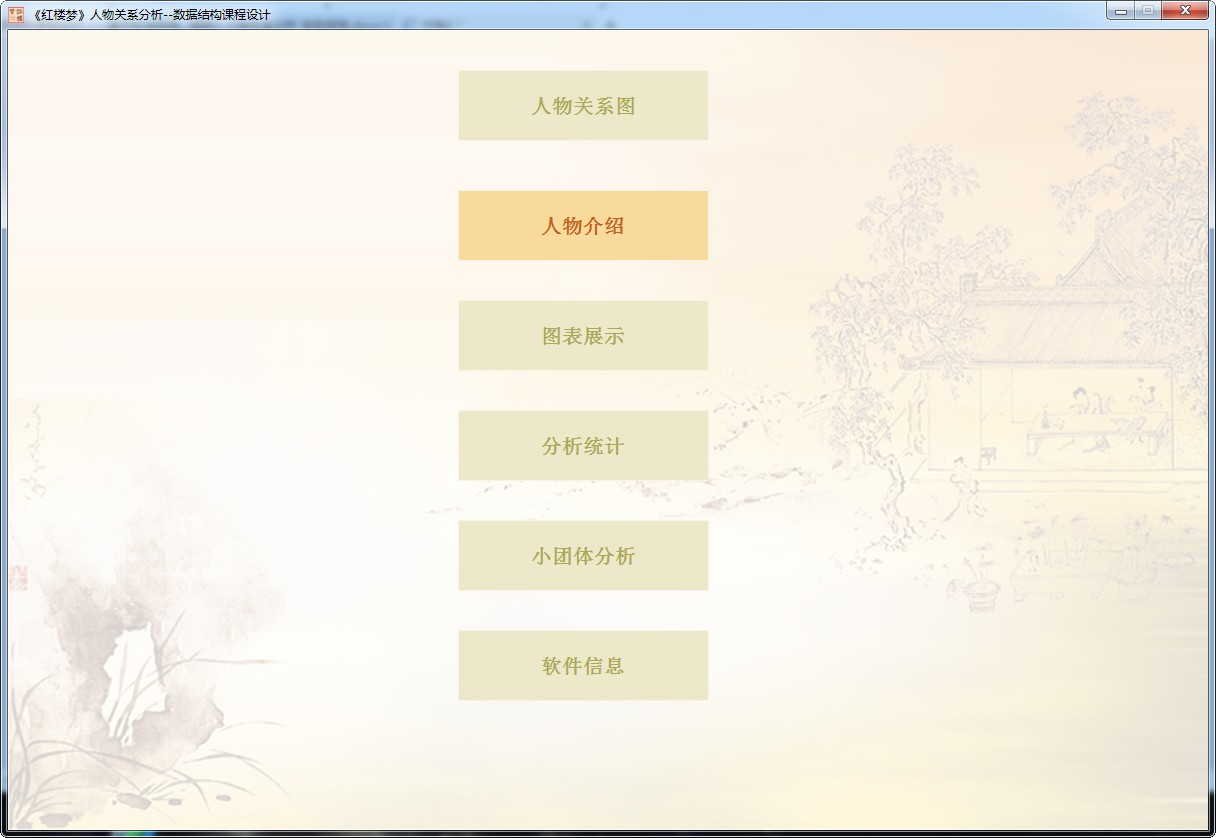 《红楼梦》人物关系分析--数据结构课程设计
人物关系图
人物介绍
图表展示
分析统计
小团体分析
软件信息